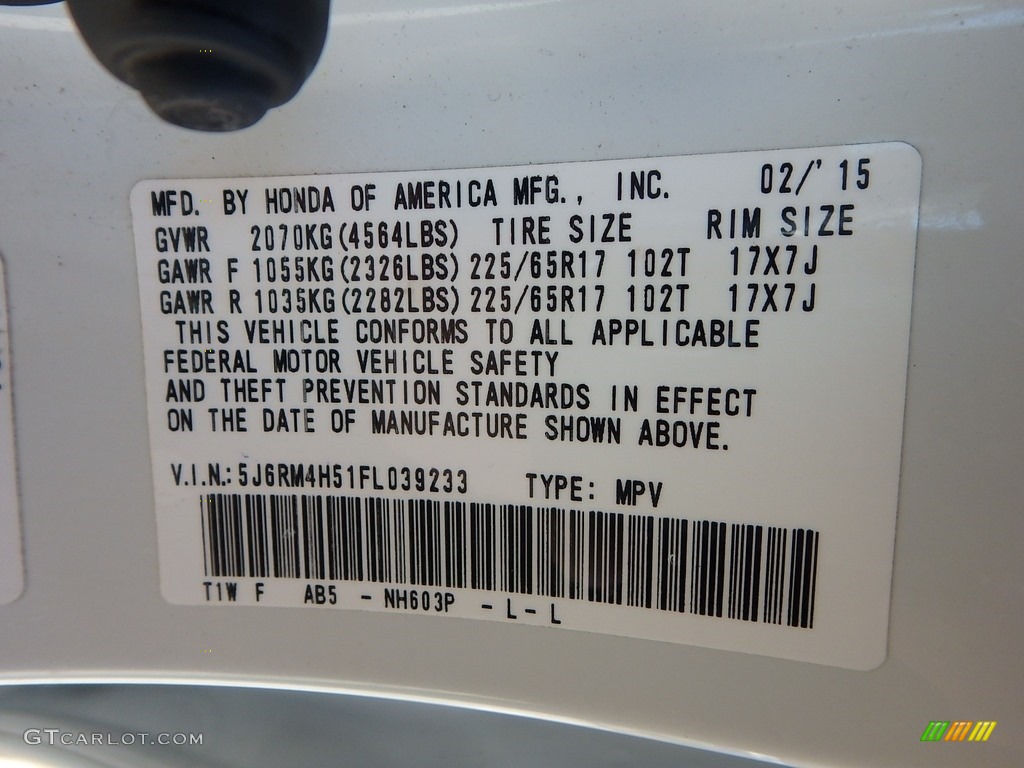 MFD. BY HONDA OF AMERICA MFG., INC. 02/'15
GVWR 2070KG(4564LBS) TIRE SIZE RIM SIZE
GAWR F 1055KG(2326LBS) 225/65R17 102T 17X7J
GAWR R 1035KG(2282LBS) 225/65R17 102T 17X7J
THIS VEHICLE CONFORMS TO ALL APPLICABLE
FEDERAL MOTOR VEHICLE SAFETY
AND THEFT PREVENTION STANDARDS IN EFFECT
ON THE DATE OF MANUFACTURE SHOWN ABOVE.
V.I.N.: 5J6RM4H51FL039233 TYPE: MPV
T1W F AB5 - NH603P - L - L
GTCARLOT.COM